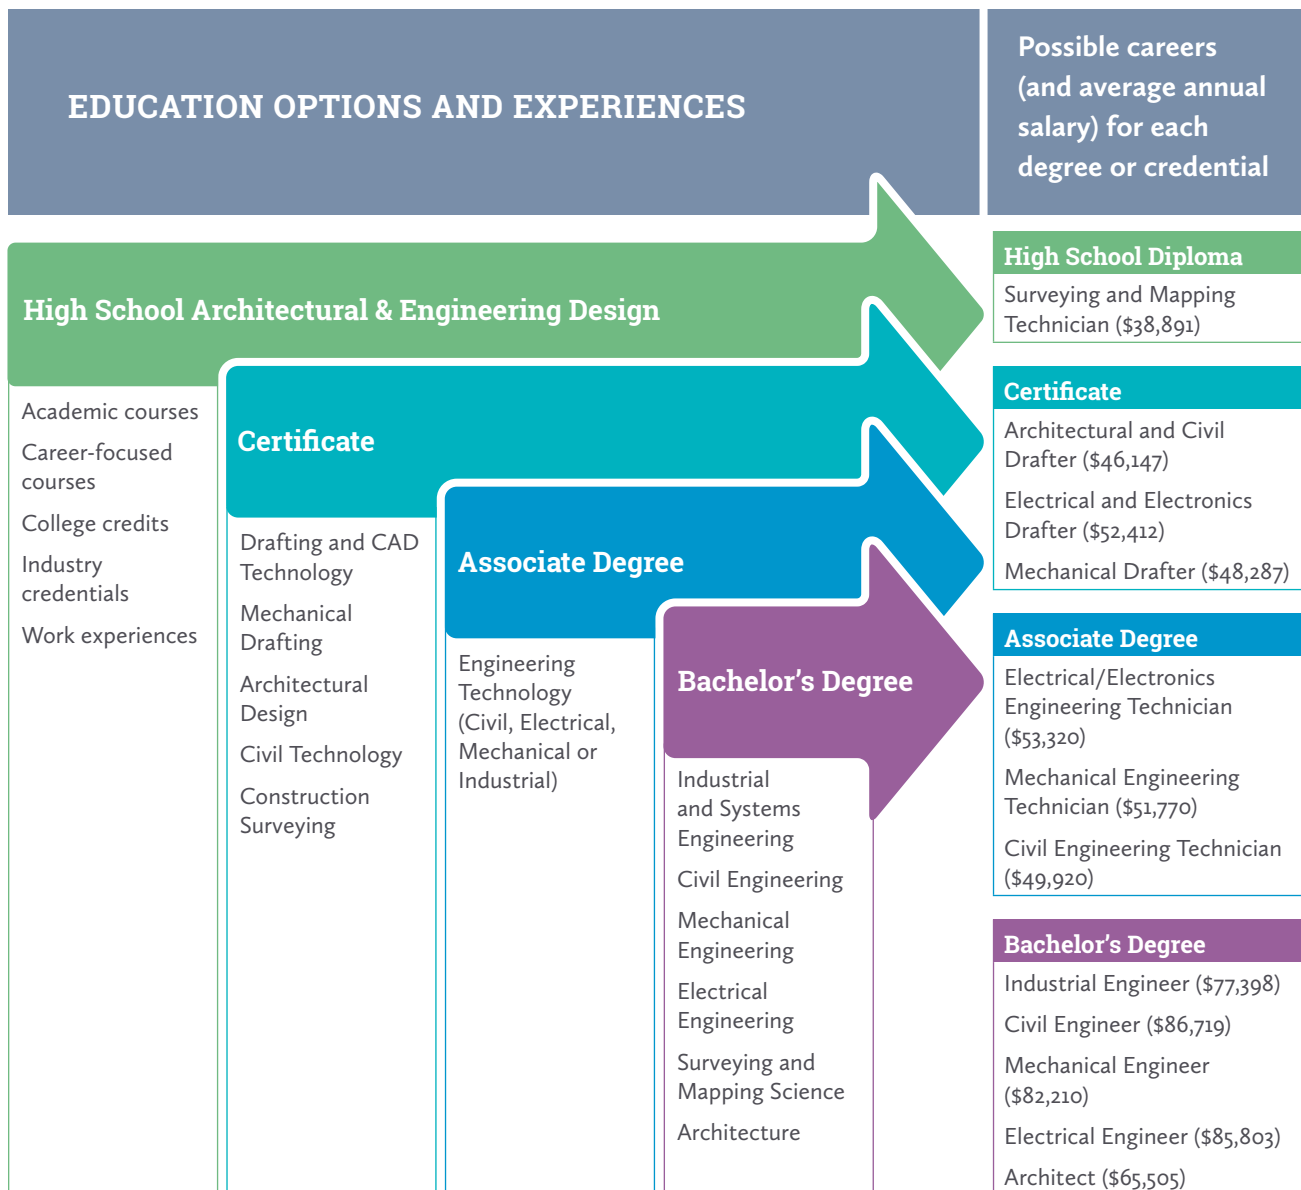 EDUCATION OPTIONS AND EXPERIENCES
Possible careers
(and average annual
salary) for each
degree or credential
High School Architectural & Engineering Design
Academic courses
Career-focused
courses
College credits
Industry
credentials
Work experiences
Certificate
Drafting and CAD
Technology
Mechanical
Drafting
Architectural
Design
Civil Technology
Construction
Surveying
Associate Degree
Engineering
Technology
(Civil, Electrical,
Mechanical or
Industrial)
Bachelor's Degree
Industrial
and Systems
Engineering
Civil Engineering
Mechanical
Engineering
Electrical
Engineering
Surveying and
Mapping Science
Architecture
High School Diploma
Surveying and Mapping
Technician ($38,891)
Certificate
Architectural and Civil
Drafter ($46,147)
Electrical and Electronics
Drafter ($52,412)
Mechanical Drafter ($48,287)
Associate Degree
Electrical/Electronics
Engineering Technician
($53,320)
Mechanical Engineering
Technician ($51,770)
Civil Engineering Technician
($49,920)
Bachelor's Degree
Industrial Engineer ($77,398)
Civil Engineer ($86,719)
Mechanical Engineer
($82,210)
Electrical Engineer ($85,803)
Architect ($65,505)